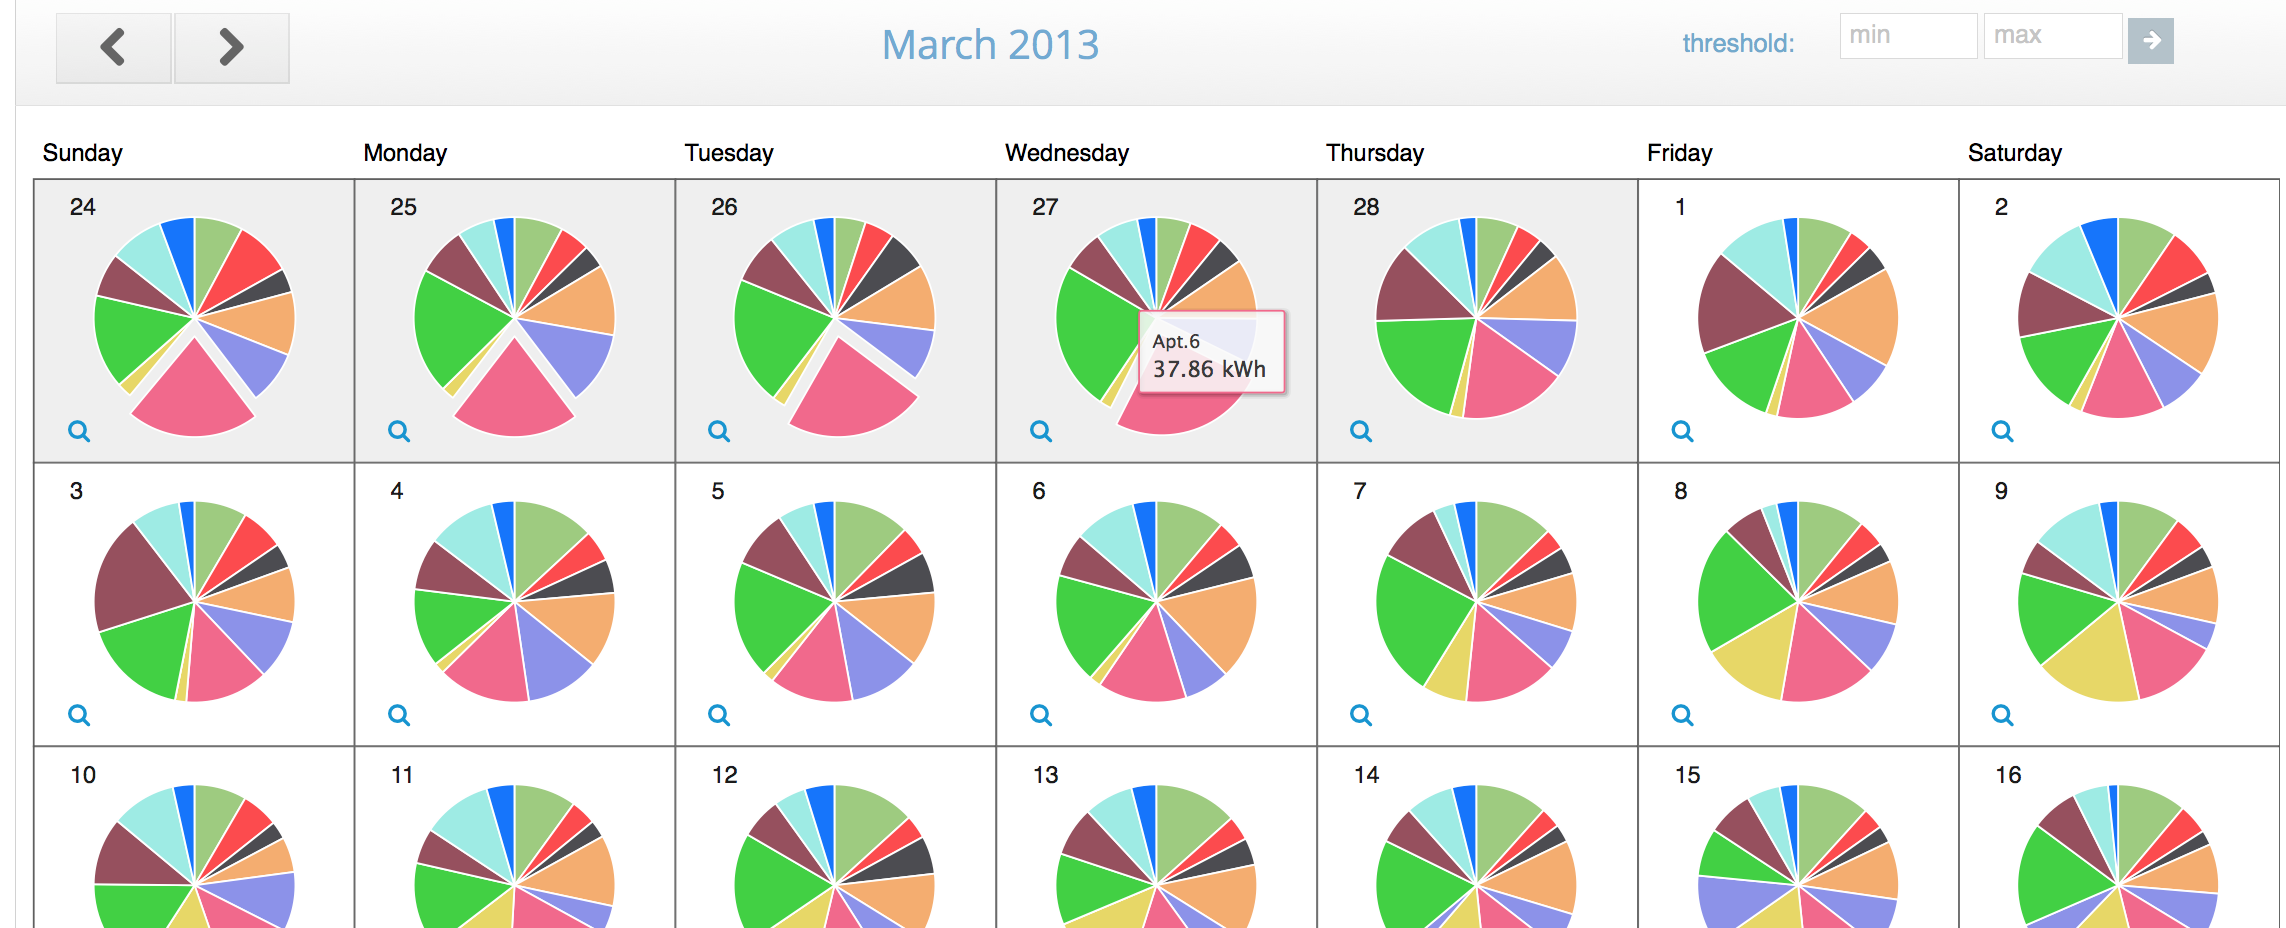 March 2013
threshold:
min
max
Sunday Monday Tuesday Wednesday Thursday Friday Saturday
24 25 26 27 28 1 2
Apt.6
37.86 kWh
3 4 5 6 7 8 9
10 11 12 13 14 15 16